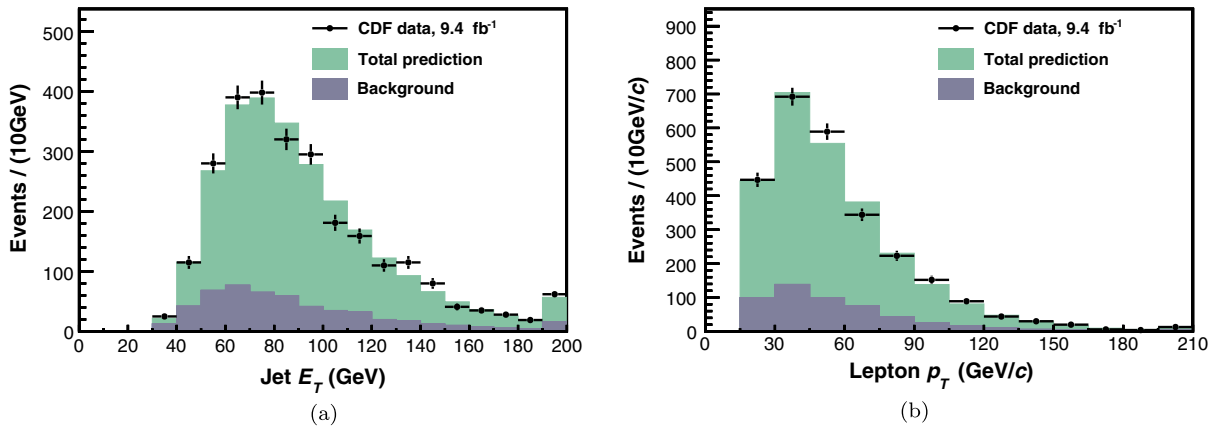 500
400
300
200
100
0
Events / (10GeV)
CDF data, 9.4 fb⁻¹
Total prediction
Background
0 20 40 60 80 100 120 140 160 180 200
Jet E_T (GeV)
(a)
900
800
700
600
500
400
300
200
100
0
Events / (10GeV/c)
CDF data, 9.4 fb⁻¹
Total prediction
Background
0 30 60 90 120 150 180 210
Lepton p_T (GeV/c)
(b)